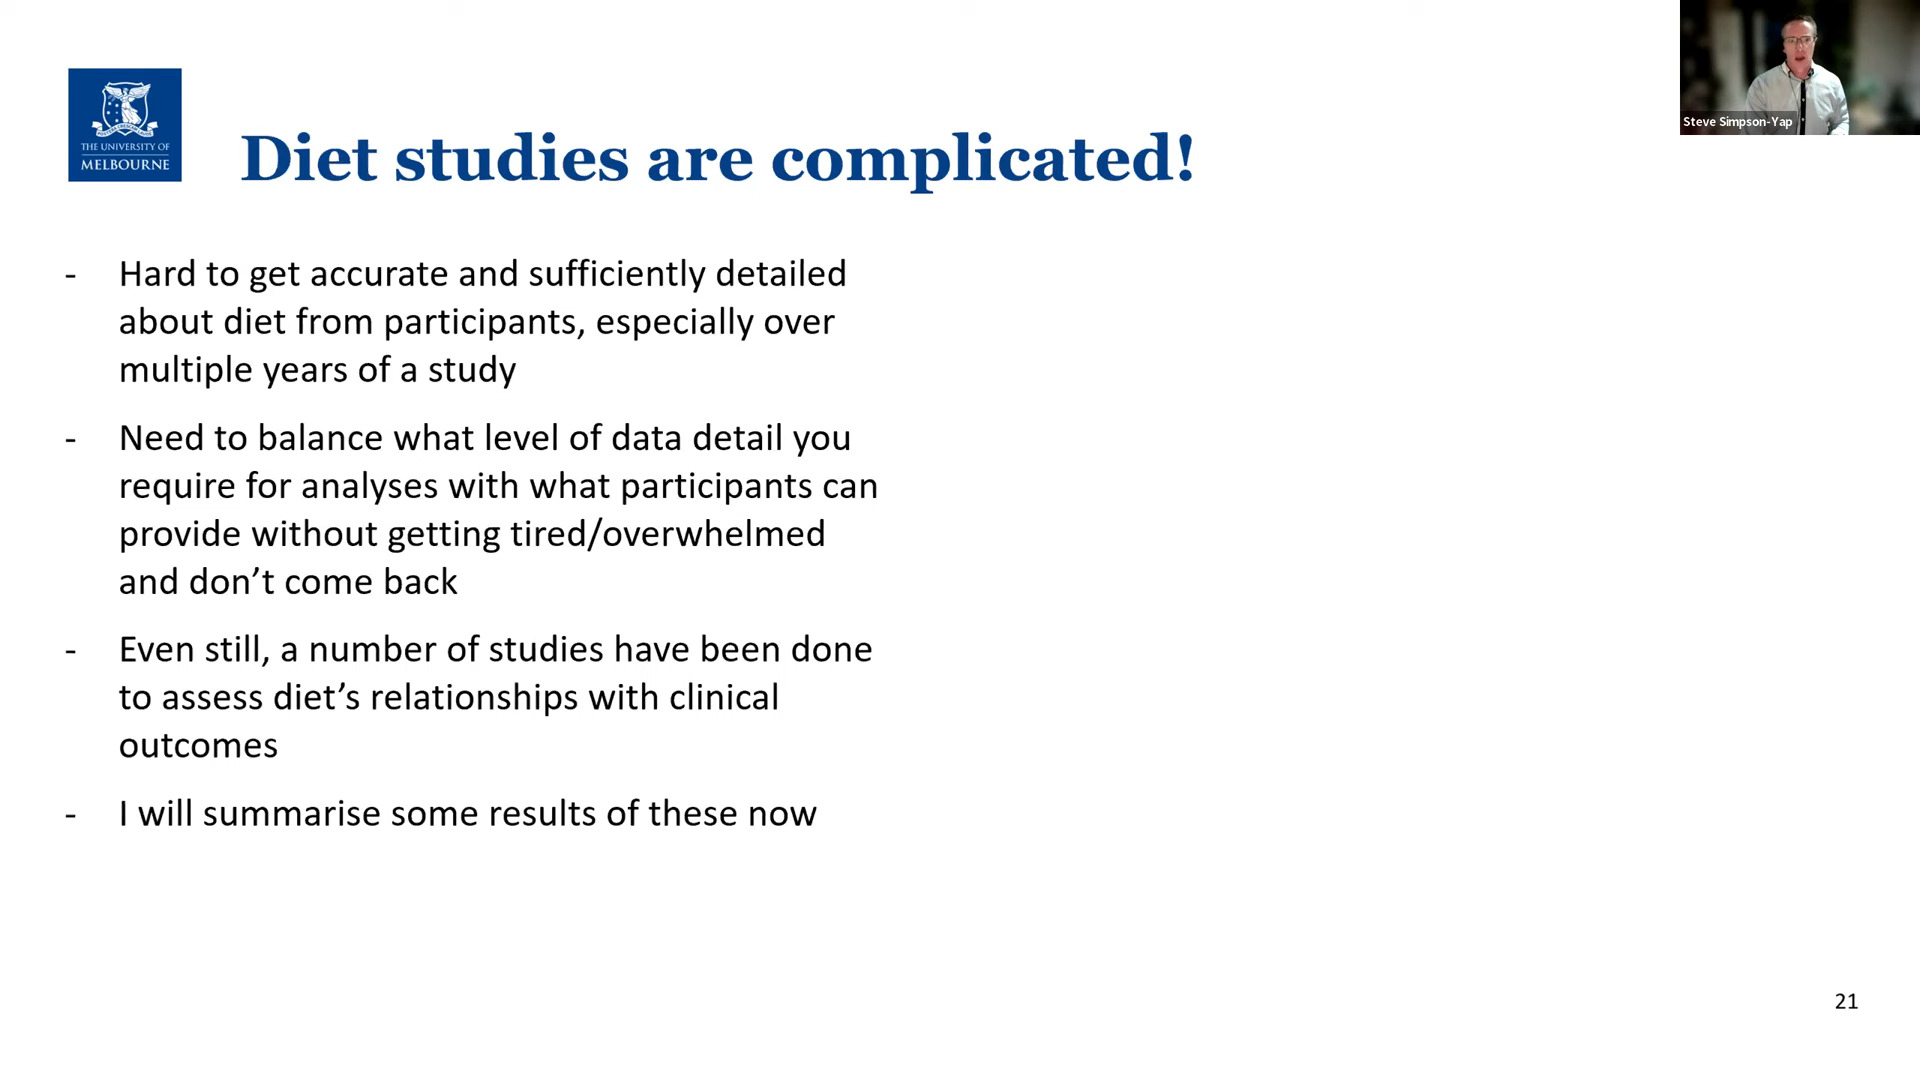 Steve Simpson-Yap
THE UNIVERSITY OF
MELBOURNE
Diet studies are complicated!
- Hard to get accurate and sufficiently detailed
about diet from participants, especially over
multiple years of a study
- Need to balance what level of data detail you
require for analyses with what participants can
provide without getting tired/overwhelmed
and don’t come back
- Even still, a number of studies have been done
to assess diet’s relationships with clinical
outcomes
- I will summarise some results of these now
21